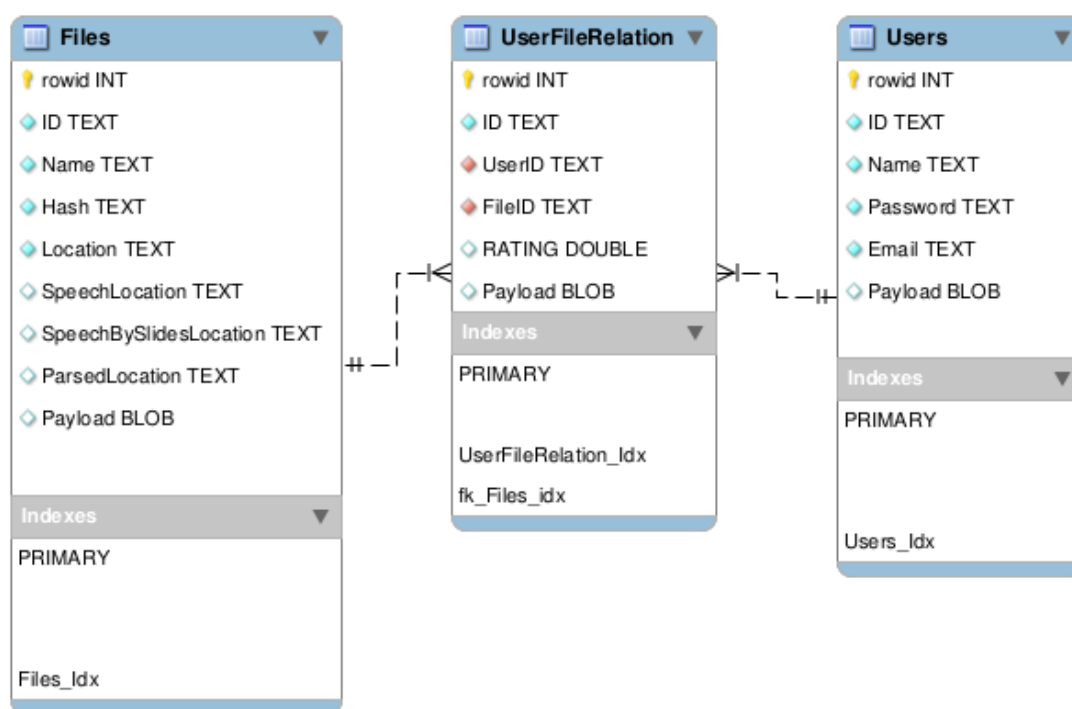 Files
rowid INT
ID TEXT
Name TEXT
Hash TEXT
Location TEXT
SpeechLocation TEXT
SpeechBySlidesLocation TEXT
ParsedLocation TEXT
Payload BLOB
Indexes
PRIMARY
Files_Idx
UserFileRelation
rowid INT
ID TEXT
UserID TEXT
FileID TEXT
RATING DOUBLE
Payload BLOB
Indexes
PRIMARY
UserFileRelation_Idx
fk_Files_idx
Users
rowid INT
ID TEXT
Name TEXT
Password TEXT
Email TEXT
Payload BLOB
Indexes
PRIMARY
Users_Idx